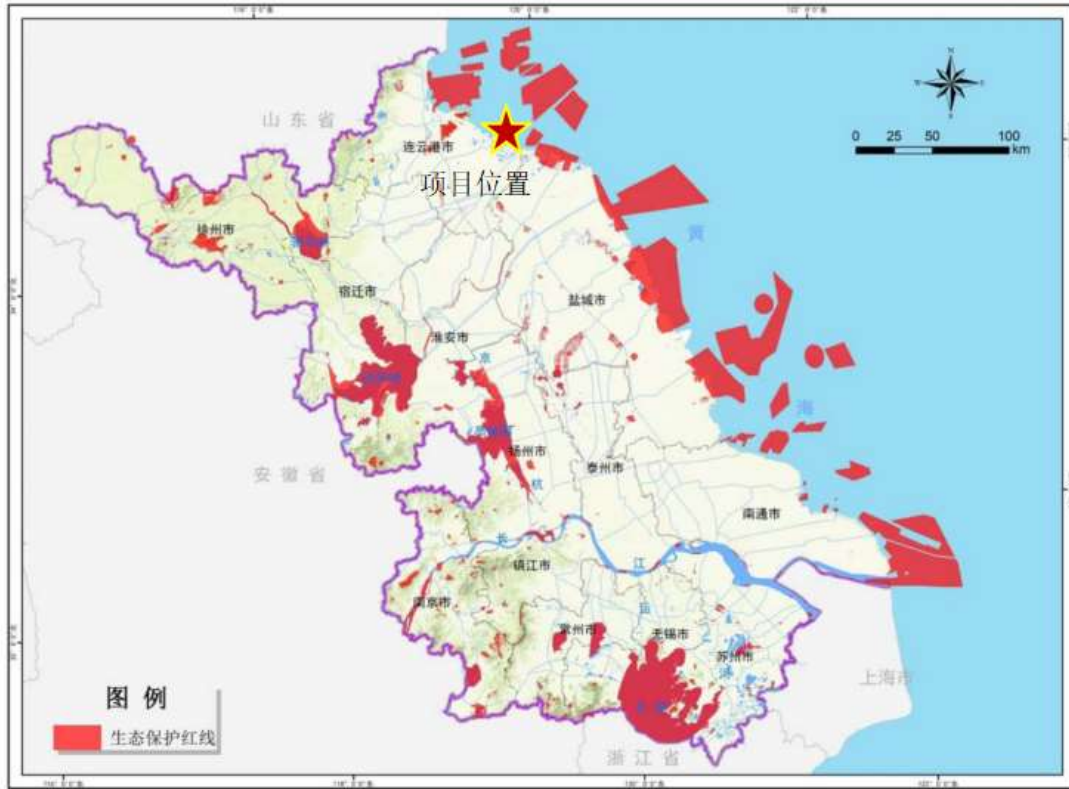 山东省
N
W
E
S
0 25 50 100
km
连云港市
项目位置
徐州市
黄
宿迁市
盐城市
淮安市
京
海
安徽省
扬州市
泰州市
杭
南通市
长
镇江市
江
南京市
常州市
无锡市
苏州市
上海市
图例
生态保护红线
浙江省